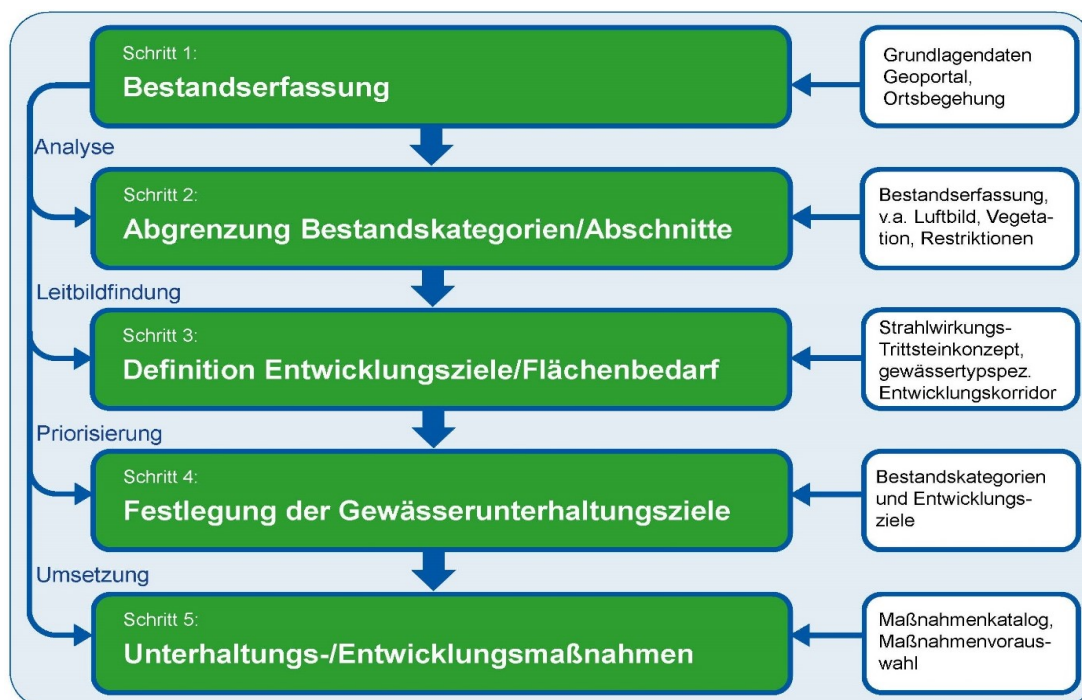 Schritt 1:
Bestandserfassung
Grundlagendaten
Geoportal,
Ortsbegehung
Analyse
Schritt 2:
Abgrenzung Bestandskategorien/Abschnitte
Bestandserfassung,
v.a. Luftbild, Vegeta-
tion, Restriktionen
Leitbildfindung
Schritt 3:
Definition Entwicklungsziele/Flächenbedarf
Strahlwirkungs-
Trittsteinkonzept,
gewässertypspez.
Entwicklungskorridor
Priorisierung
Schritt 4:
Festlegung der Gewässerunterhaltungsziele
Bestandskategorien
und Entwicklungs-
ziele
Umsetzung
Schritt 5:
Unterhaltungs-/Entwicklungsmaßnahmen
Maßnahmenkatalog,
Maßnahmenvoraus-
wahl